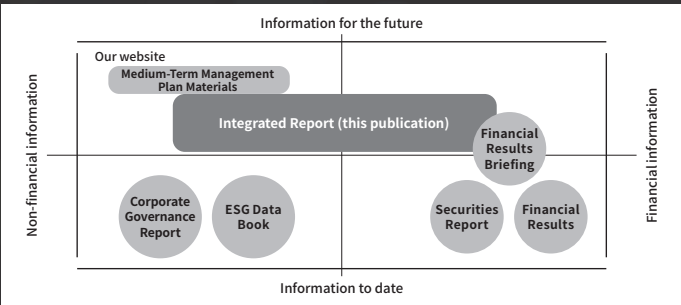 Information for the future
Our website
Medium-Term Management
Plan Materials
Integrated Report (this publication)
Financial
Results
Briefing
Non-financial information
Financial information
Corporate
Governance
Report
ESG Data
Book
Securities
Report
Financial
Results
Information to date